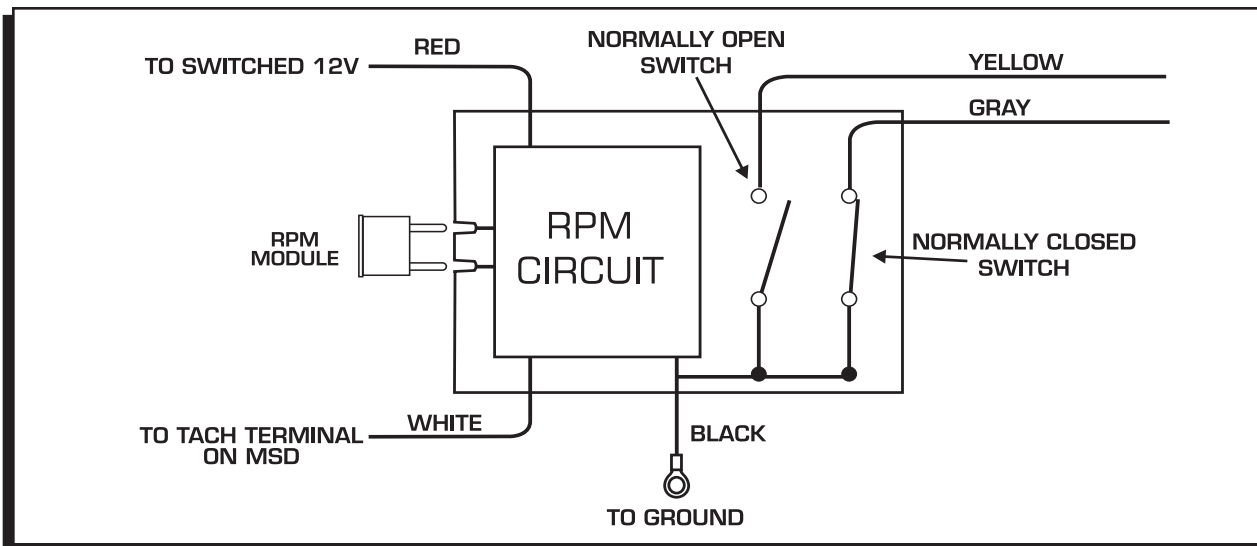 RED
TO SWITCHED 12V
NORMALLY OPEN
SWITCH
YELLOW
GRAY
RPM
MODULE
RPM
CIRCUIT
NORMALLY CLOSED
SWITCH
WHITE
TO TACH TERMINAL
ON MSD
BLACK
TO GROUND